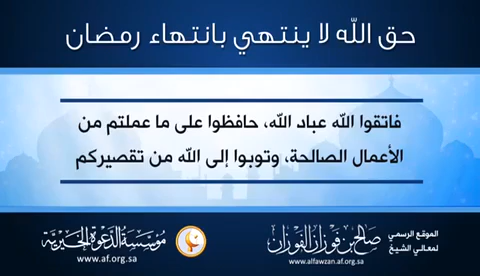 حق الله لا ينتهي بانتهاء رمضان
فاتقوا الله عباد الله، حافظوا على ما عملتم من
الأعمال الصالحة، وتوبوا إلى الله من تقصيركم
الموقع الرسمي
لمعالي الشيخ
صالح بن فوزان الفوزان
www.alfawzan.af.org.sa
مؤسسة الدعوة الخيرية
www.af.org.sa